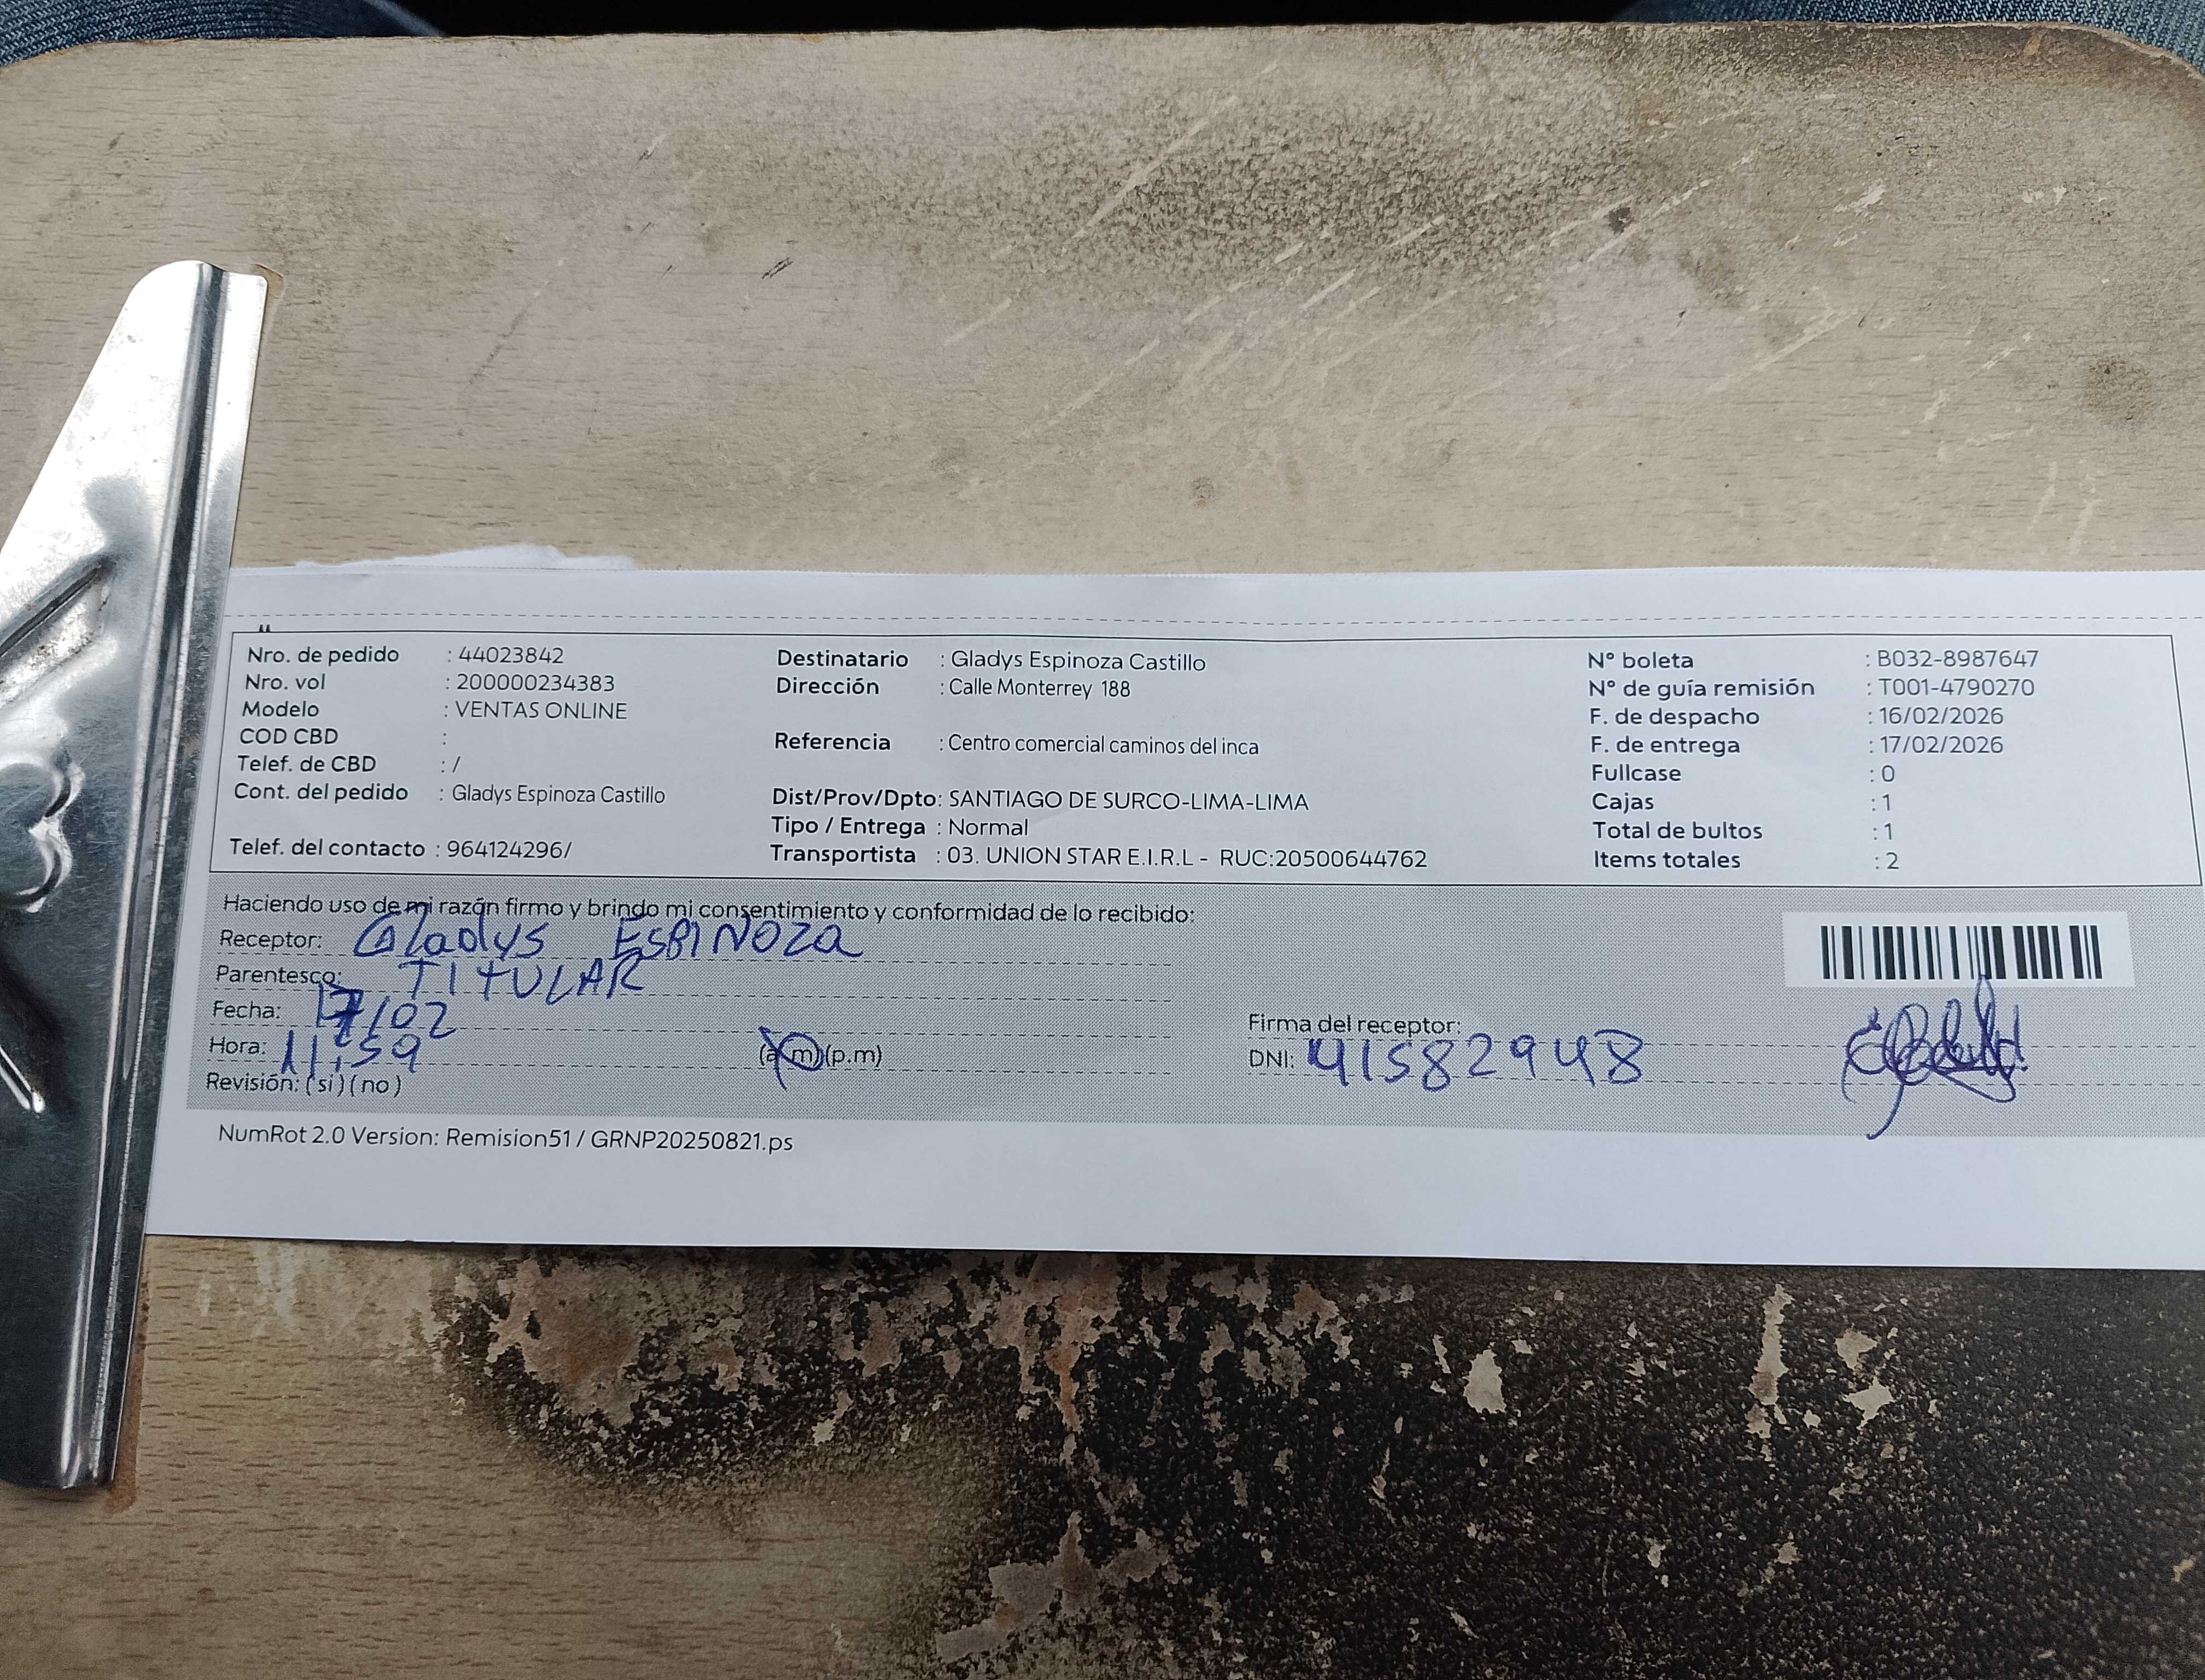 Nro. de pedido : 44023842
Nro. vol : 200000234383
Modelo : VENTAS ONLINE
COD CBD :
Telef. de CBD : /
Cont. del pedido : Gladys Espinoza Castillo
Telef. del contacto : 964124296/
Destinatario : Gladys Espinoza Castillo
Dirección : Calle Monterrey 188
Referencia : Centro comercial caminos del inca
Dist/Prov/Dpto: SANTIAGO DE SURCO-LIMA-LIMA
Tipo / Entrega : Normal
Transportista : 03. UNION STAR E.I.R.L - RUC:20500644762
N° boleta : B032-8987647
N° de guía remisión : T001-4790270
F. de despacho : 16/02/2026
F. de entrega : 17/02/2026
Fullcase : 0
Cajas : 1
Total de bultos : 1
Items totales : 2
Haciendo uso de mi razón firmo y brindo mi consentimiento y conformidad de lo recibido:
Receptor: Gladys ESPINOZA
Parentesco: TITULAR
Fecha: 17/02
Hora: 11:59 (a.m)(p.m)
Revisión: (si)(no)
Firma del receptor:
DNI: 41582948
NumRot 2.0 Version: Remision51 / GRNP20250821.ps